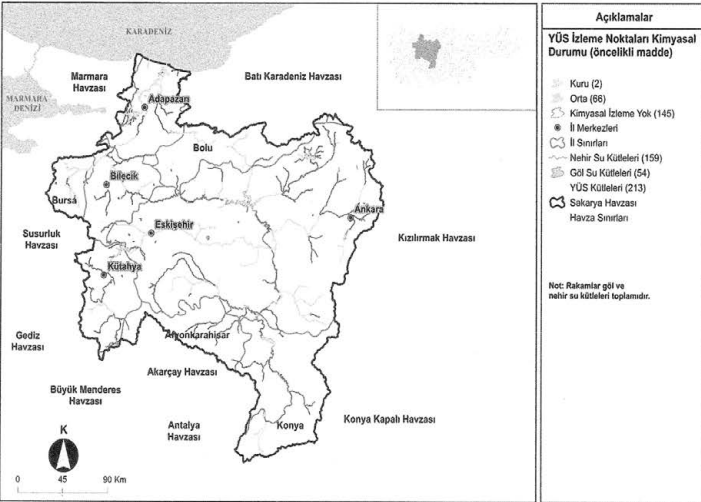 KARADENİZ
Marmara
Havzası
Batı Karadeniz Havzası
MARMARA
DENİZİ
Adapazarı
Bolu
Bilecik
Bursa
Ankara
Susurluk
Havzası
Eskişehir
Kızılırmak Havzası
Kütahya
Gediz
Havzası
Afyonkarahisar
Akarçay Havzası
Büyük Menderes
Havzası
Antalya
Havzası
Konya
Konya Kapalı Havzası
K
0 45 90 Km
Açıklamalar
YÜS İzleme Noktaları Kimyasal
Durumu (öncelikli madde)
Kuru (2)
Orta (66)
Kimyasal İzleme Yok (145)
İl Merkezleri
İl Sınırları
Nehir Su Kütleleri (159)
Göl Su Kütleleri (54)
YÜS Kütleleri (213)
Sakarya Havzası
Havza Sınırları
Not: Rakamlar göl ve
nehir su kütleleri toplamıdır.